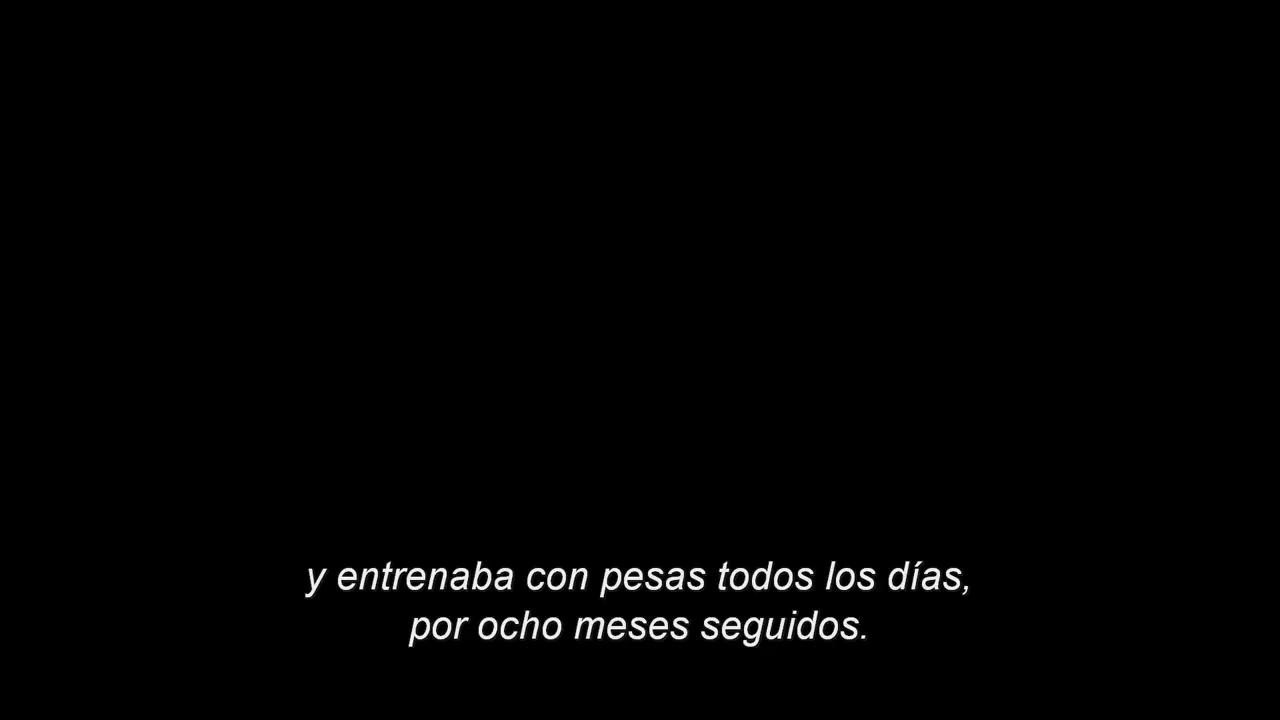 y entrenaba con pesas todos los días,
por ocho meses seguidos.